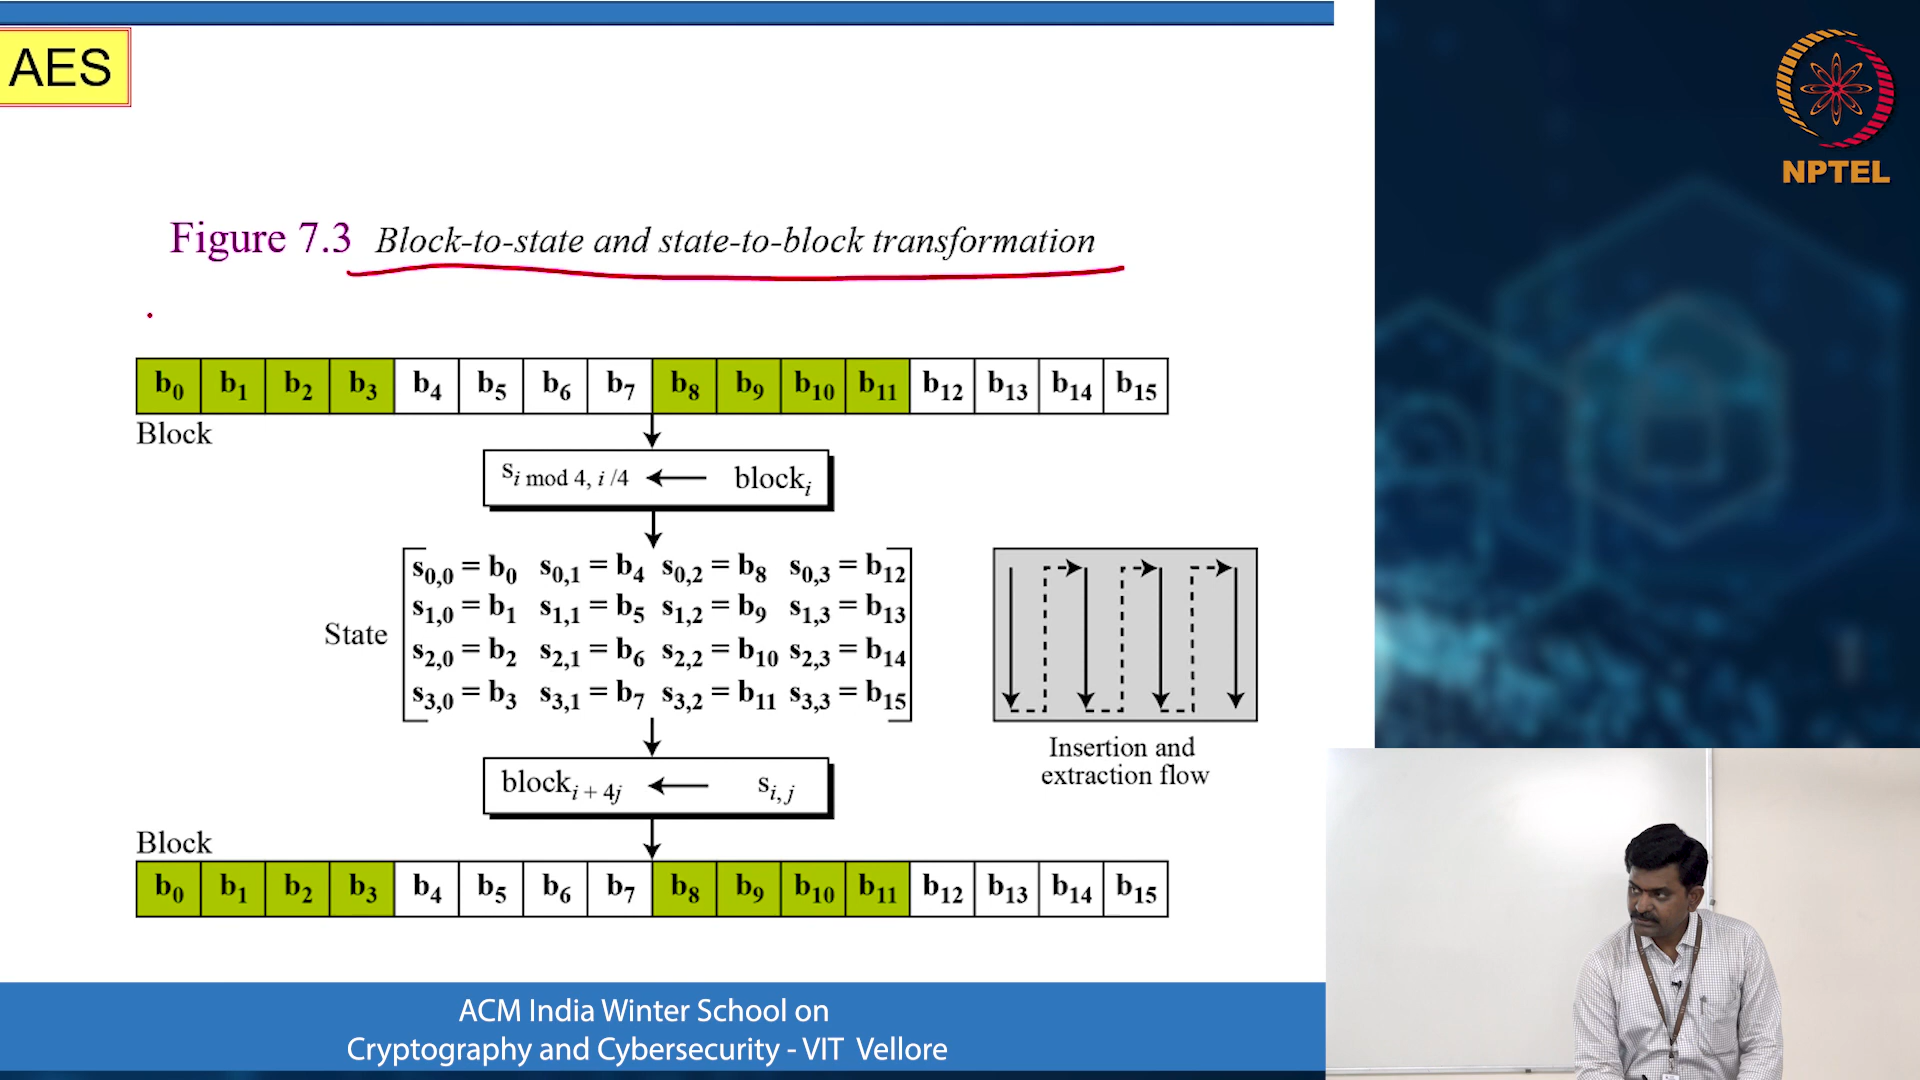 AES
NPTEL
Figure 7.3 Block-to-state and state-to-block transformation
b0 b1 b2 b3 b4 b5 b6 b7 b8 b9 b10 b11 b12 b13 b14 b15
Block
s i mod 4, i /4 ← block i
State
s0,0 = b0 s0,1 = b4 s0,2 = b8 s0,3 = b12
s1,0 = b1 s1,1 = b5 s1,2 = b9 s1,3 = b13
s2,0 = b2 s2,1 = b6 s2,2 = b10 s2,3 = b14
s3,0 = b3 s3,1 = b7 s3,2 = b11 s3,3 = b15
Insertion and
extraction flow
block i + 4j ← s i, j
Block
b0 b1 b2 b3 b4 b5 b6 b7 b8 b9 b10 b11 b12 b13 b14 b15
ACM India Winter School on
Cryptography and Cybersecurity - VIT Vellore